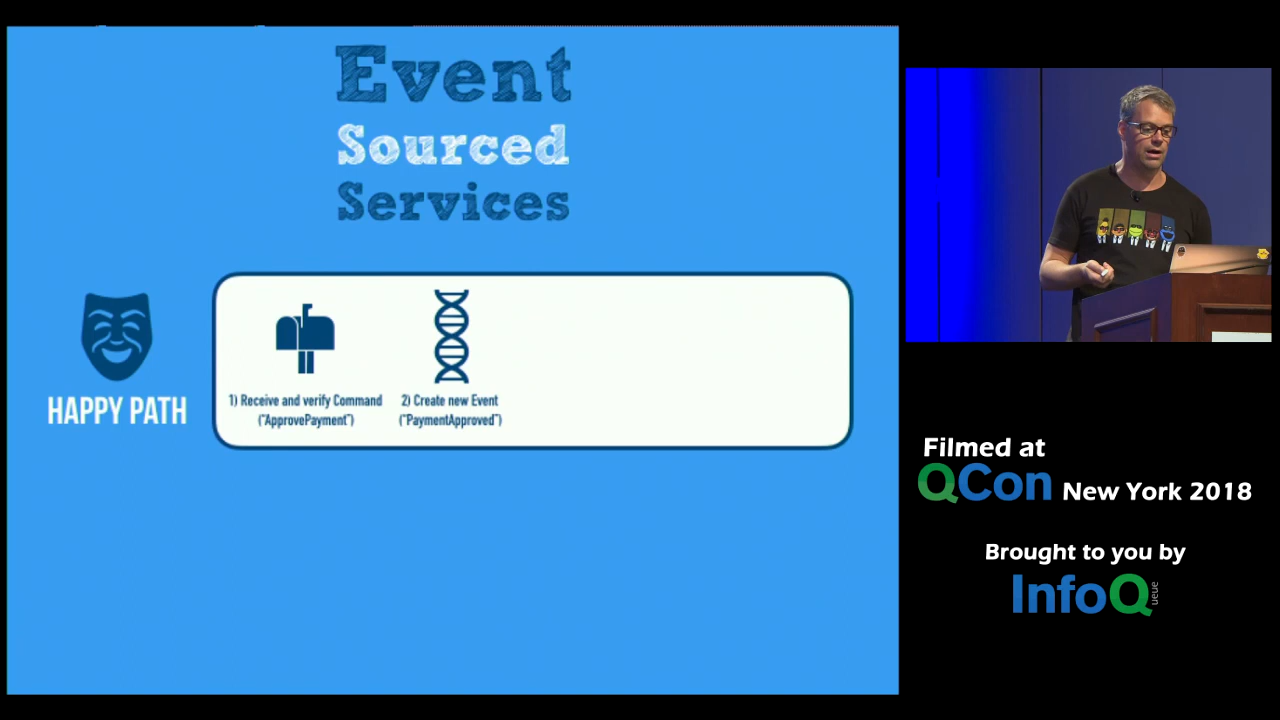 Event
Sourced
Services
HAPPY PATH
1) Receive and verify Command
("ApprovePayment")
2) Create new Event
("PaymentApproved")
Filmed at
QCon New York 2018
Brought to you by
InfoQ
ueue